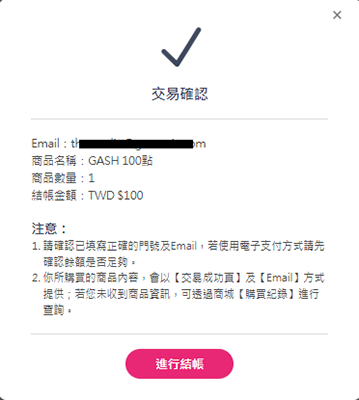 交易確認
Email：th om
商品名稱：GASH 100點
商品數量：1
結帳金額：TWD $100
注意：
1. 請確認已填寫正確的門號及Email，若使用電子支付方式請先
確認餘額是否足夠。
2. 你所購買的商品內容，會以【交易成功頁】及【Email】方式
提供；若您未收到商品資訊，可透過商城【購買紀錄】進行
查詢。
進行結帳